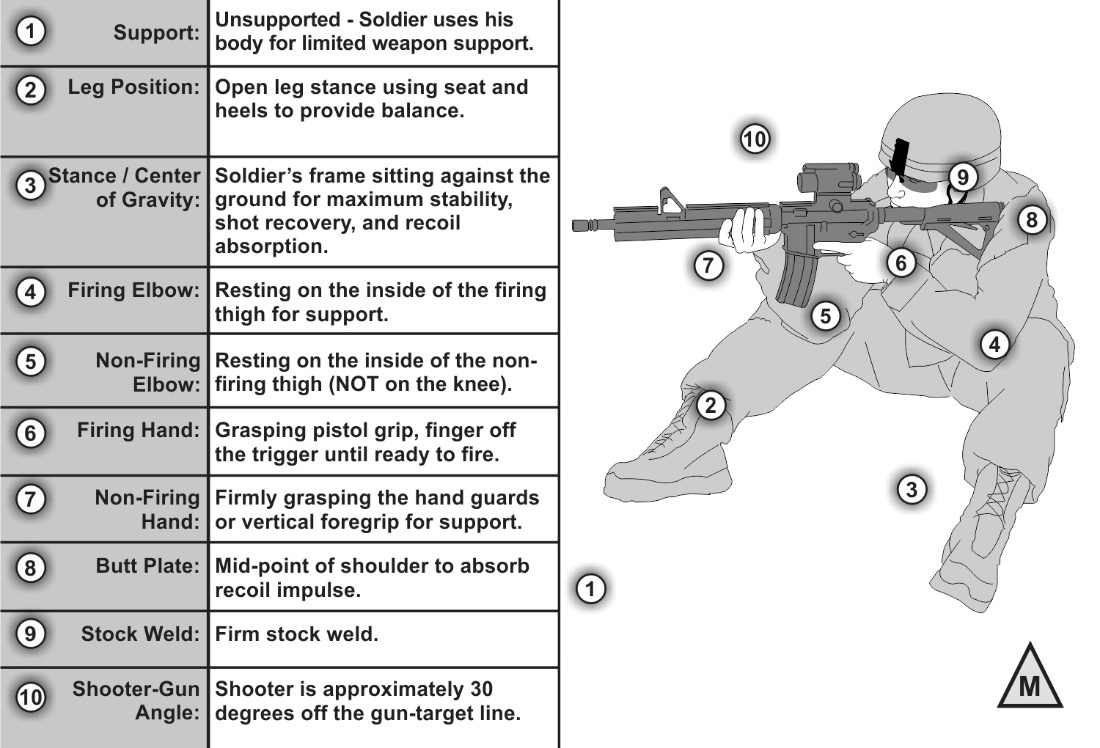 1 Support: Unsupported - Soldier uses his
body for limited weapon support.
2 Leg Position: Open leg stance using seat and
heels to provide balance.
3 Stance / Center
of Gravity:
Soldier’s frame sitting against the
ground for maximum stability,
shot recovery, and recoil
absorption.
4 Firing Elbow: Resting on the inside of the firing
thigh for support.
5 Non-Firing
Elbow:
Resting on the inside of the non-
firing thigh (NOT on the knee).
6 Firing Hand: Grasping pistol grip, finger off
the trigger until ready to fire.
7 Non-Firing
Hand:
Firmly grasping the hand guards
or vertical foregrip for support.
8 Butt Plate: Mid-point of shoulder to absorb
recoil impulse.
9 Stock Weld: Firm stock weld.
10 Shooter-Gun
Angle:
Shooter is approximately 30
degrees off the gun-target line.
10
9
8
7
6
5
4
2
3
1
M